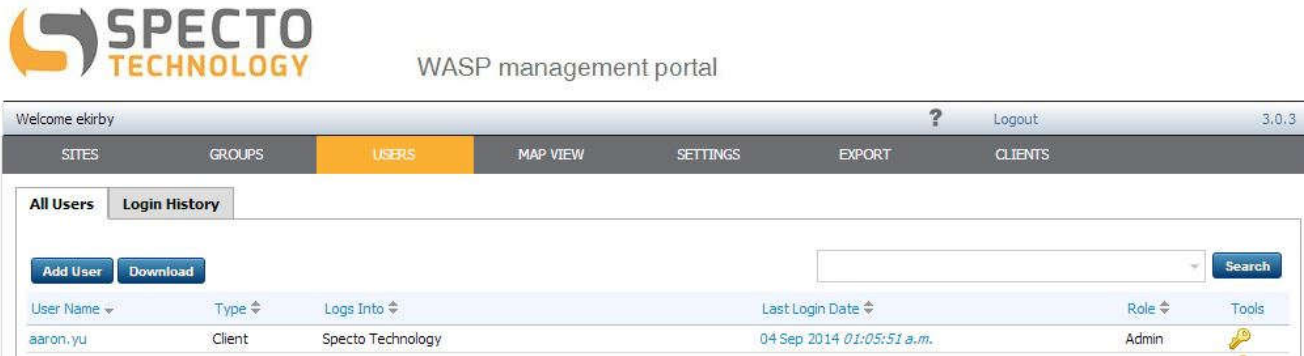 SPECTO
TECHNOLOGY
WASP management portal
Welcome ekirby ? Logout 3.0.3
SITES GROUPS USERS MAP VIEW SETTINGS EXPORT CLIENTS
All Users Login History
Add User Download Search
User Name Type Logs Into Last Login Date Role Tools
aaron.yu Client Specto Technology 04 Sep 2014 01:05:51 a.m. Admin